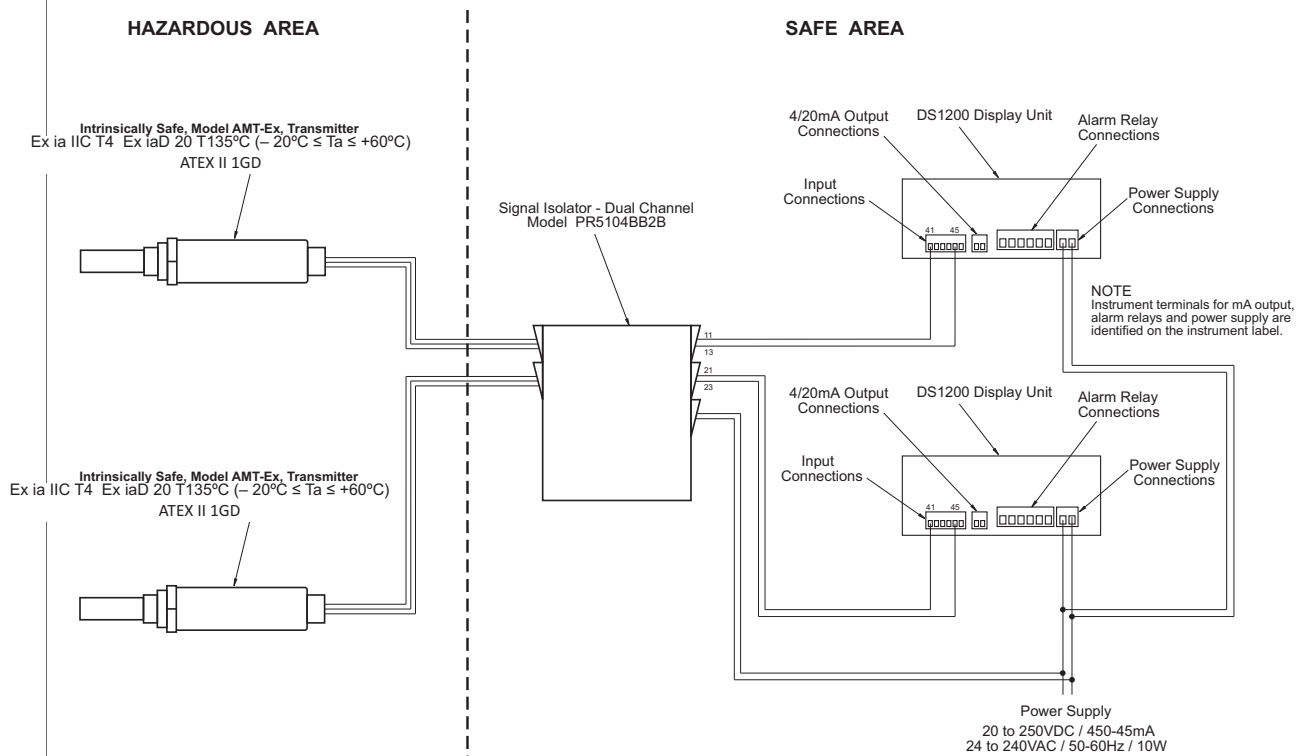 HAZARDOUS AREA
SAFE AREA
Intrinsically Safe, Model AMT-Ex, Transmitter
Ex ia IIC T4 Ex iaD 20 T135ºC (– 20ºC ≤ Ta ≤ +60ºC)
ATEX II 1GD
Signal Isolator - Dual Channel
Model PR5104BB2B
4/20mA Output
Connections
DS1200 Display Unit
Alarm Relay
Connections
Input
Connections
Power Supply
Connections
41 45
NOTE
Instrument terminals for mA output,
alarm relays and power supply are
identified on the instrument label.
11
13
21
23
4/20mA Output
Connections
DS1200 Display Unit
Alarm Relay
Connections
Input
Connections
Power Supply
Connections
41 45
Intrinsically Safe, Model AMT-Ex, Transmitter
Ex ia IIC T4 Ex iaD 20 T135ºC (– 20ºC ≤ Ta ≤ +60ºC)
ATEX II 1GD
Power Supply
20 to 250VDC / 450-45mA
24 to 240VAC / 50-60Hz / 10W